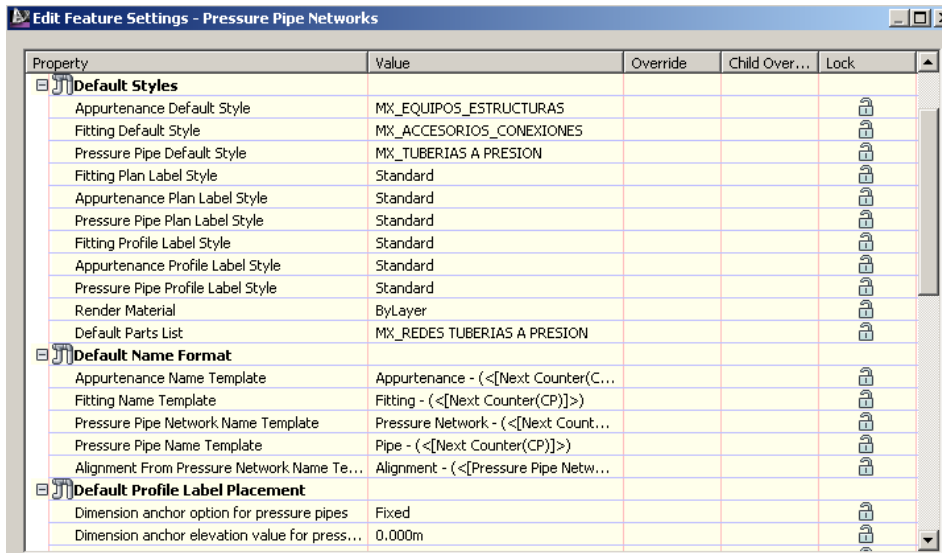 Edit Feature Settings - Pressure Pipe Networks
Property Value Override Child Over... Lock
Default Styles
Appurtenance Default Style MX_EQUIPOS_ESTRUCTURAS
Fitting Default Style MX_ACCESORIOS_CONEXIONES
Pressure Pipe Default Style MX_TUBERIAS A PRESION
Fitting Plan Label Style Standard
Appurtenance Plan Label Style Standard
Pressure Pipe Plan Label Style Standard
Fitting Profile Label Style Standard
Appurtenance Profile Label Style Standard
Pressure Pipe Profile Label Style Standard
Render Material ByLayer
Default Parts List MX_REDES TUBERIAS A PRESION
Default Name Format
Appurtenance Name Template Appurtenance - (<[Next Counter(C...
Fitting Name Template Fitting - (<[Next Counter(CP)]>)
Pressure Pipe Network Name Template Pressure Network - (<[Next Count...
Pressure Pipe Name Template Pipe - (<[Next Counter(CP)]>)
Alignment From Pressure Network Name Te... Alignment - (<[Pressure Pipe Netw...
Default Profile Label Placement
Dimension anchor option for pressure pipes Fixed
Dimension anchor elevation value for press... 0.000m